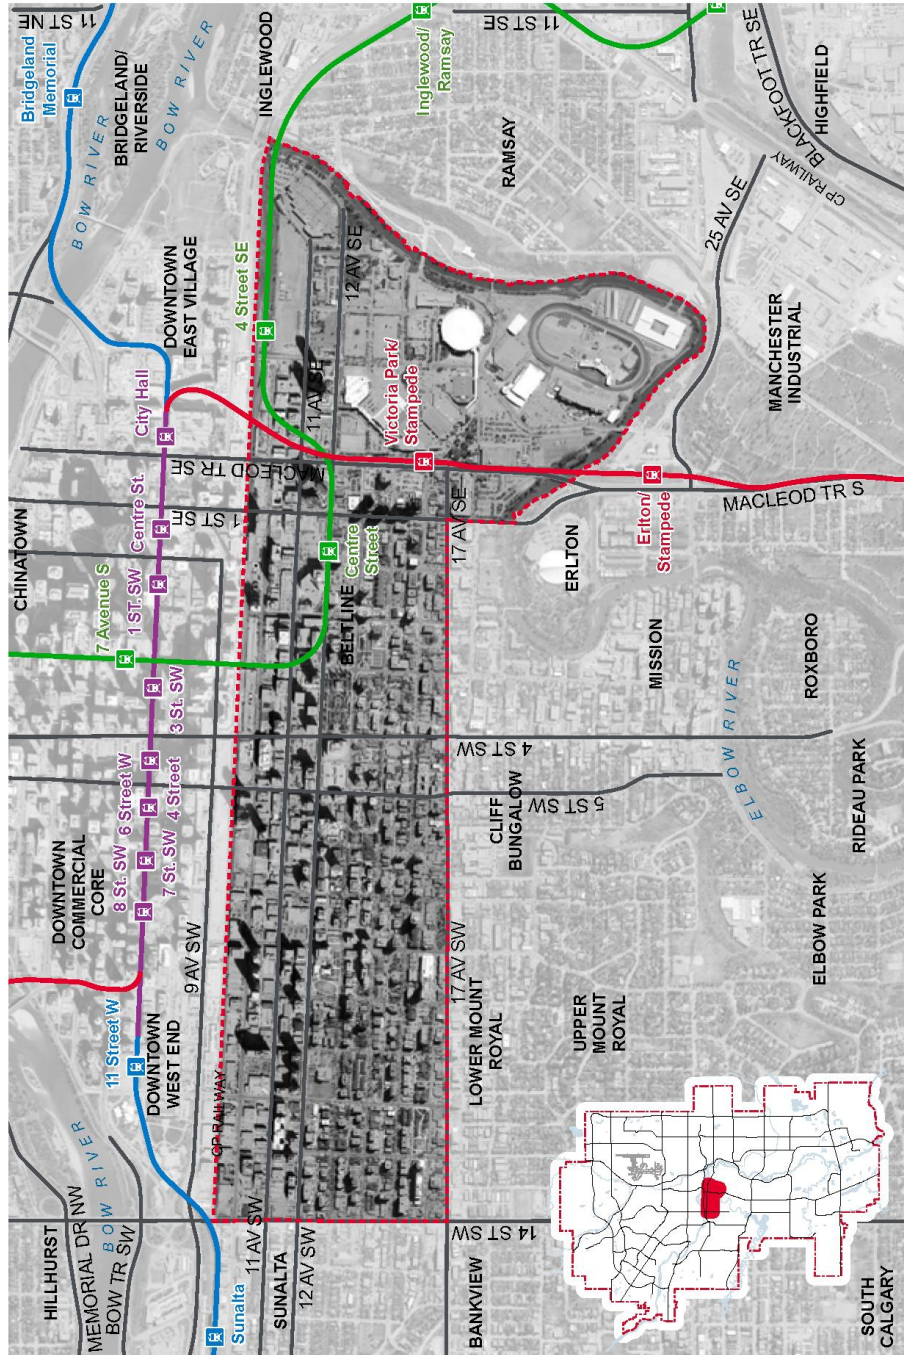 11 ST NE
Bridgeland
Memorial
BRIDGELAND/
RIVERSIDE
BOW RIVER
BOW RIVER
BOW RIVER
INGLEWOOD
11 ST SE
Inglewood/
Ramsay
RAMSAY
BLACKFOOT TR SE
HIGHFIELD
CP RAILWAY
25 AV SE
DOWNTOWN
EAST VILLAGE
4 Street SE
12 AV SE
11 AV SE
MANCHESTER
INDUSTRIAL
City Hall
MACLEOD TR SE
Victoria Park/
Stampede
Erlton/
Stampede
MACLEOD TR S
CHINATOWN
Centre St.
1 ST SE
Centre
Street
17 AV SE
ERLTON
7 Avenue S
1 ST. SW
BELTLINE
MISSION
ROXBORO
3 St. SW
4 ST SW
ELBOW RIVER
6 Street W
4 Street
5 ST SW
CLIFF
BUNGALOW
RIDEAU PARK
DOWNTOWN
COMMERCIAL
CORE
8 St. SW
7 St. SW
9 AV SW
17 AV SW
ELBOW PARK
11 Street W
DOWNTOWN
WEST END
CP RAILWAY
LOWER MOUNT
ROYAL
UPPER
MOUNT
ROYAL
HILLHURST
MEMORIAL DR NW
BOW RIVER
BOW TR SW
Sunalta
11 AV SW
SUNALTA
12 AV SW
14 ST SW
BANKVIEW
SOUTH
CALGARY